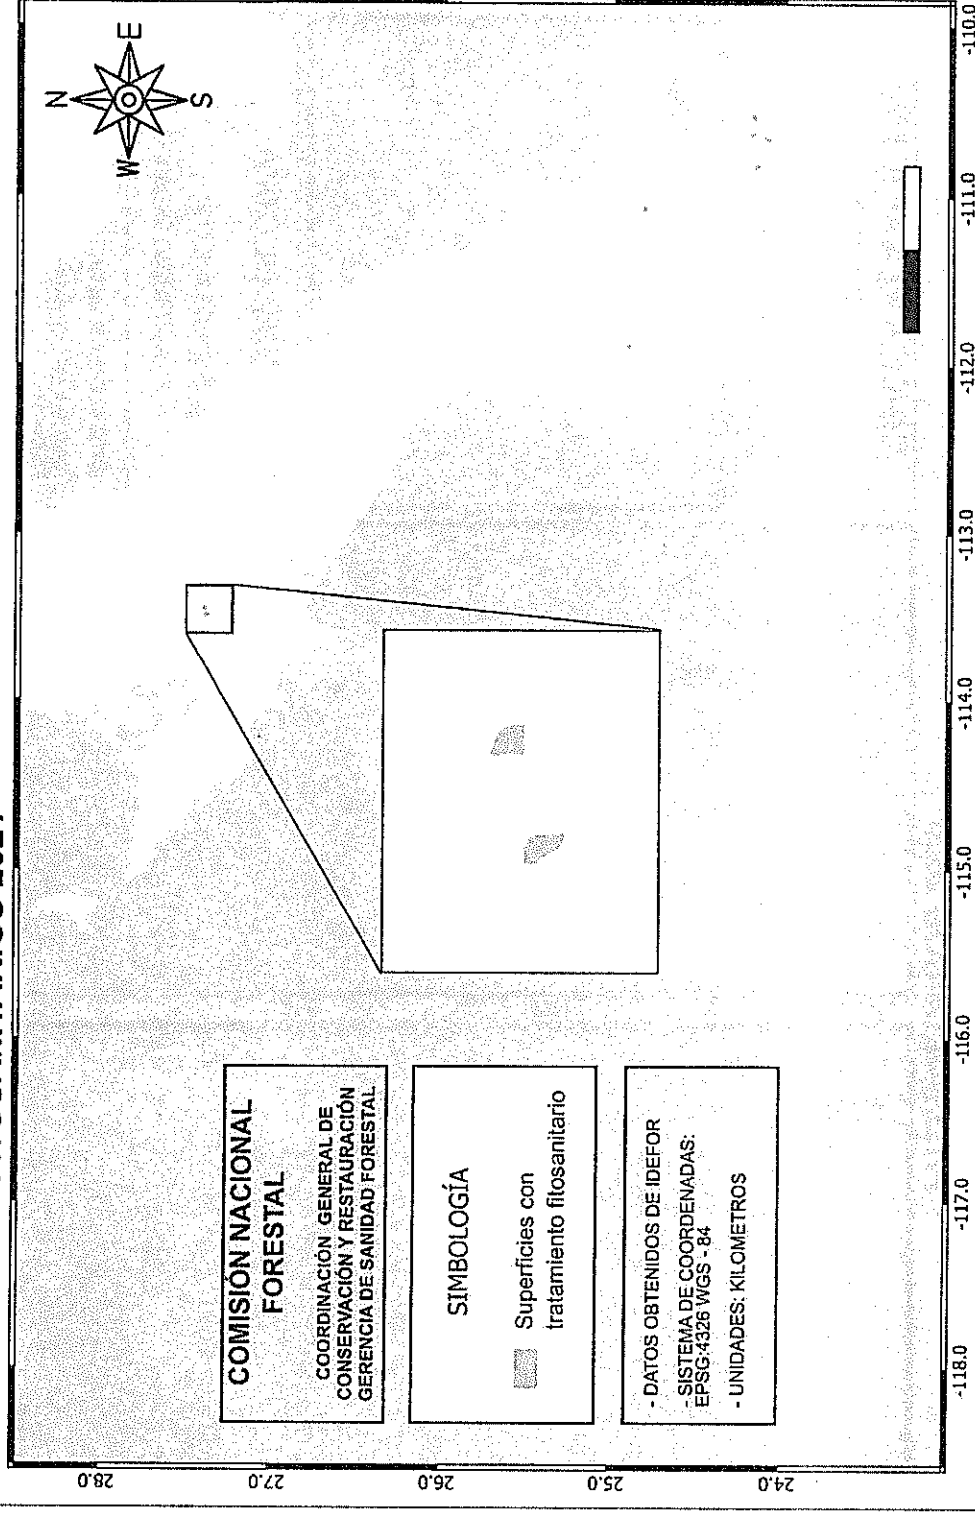 N
W
E
S
COMISIÓN NACIONAL
FORESTAL
COORDINACIÓN GENERAL DE
CONSERVACIÓN Y RESTAURACIÓN
GERENCIA DE SANIDAD FORESTAL
SIMBOLOGÍA
Superficies con
tratamiento fitosanitario
- DATOS OBTENIDOS DE IDEFOR
- SISTEMA DE COORDENADAS:
EPSG:4326 WGS - 84
- UNIDADES: KILOMETROS
28.0
27.0
26.0
25.0
24.0
-118.0
-117.0
-116.0
-115.0
-114.0
-113.0
-112.0
-111.0
-110.0